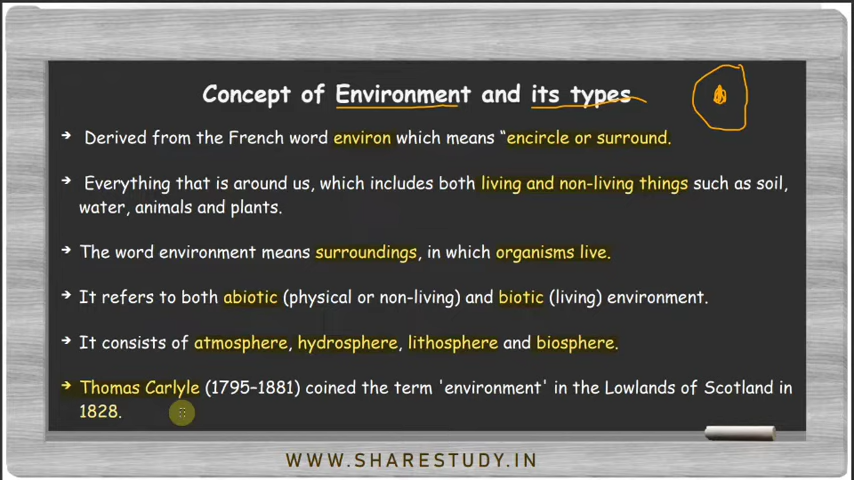 Concept of Environment and its types
➔ Derived from the French word environ which means “encircle or surround.
➔ Everything that is around us, which includes both living and non-living things such as soil,
water, animals and plants.
➔ The word environment means surroundings, in which organisms live.
➔ It refers to both abiotic (physical or non-living) and biotic (living) environment.
➔ It consists of atmosphere, hydrosphere, lithosphere and biosphere.
➔ Thomas Carlyle (1795–1881) coined the term 'environment' in the Lowlands of Scotland in
1828.
WWW.SHARESTUDY.IN